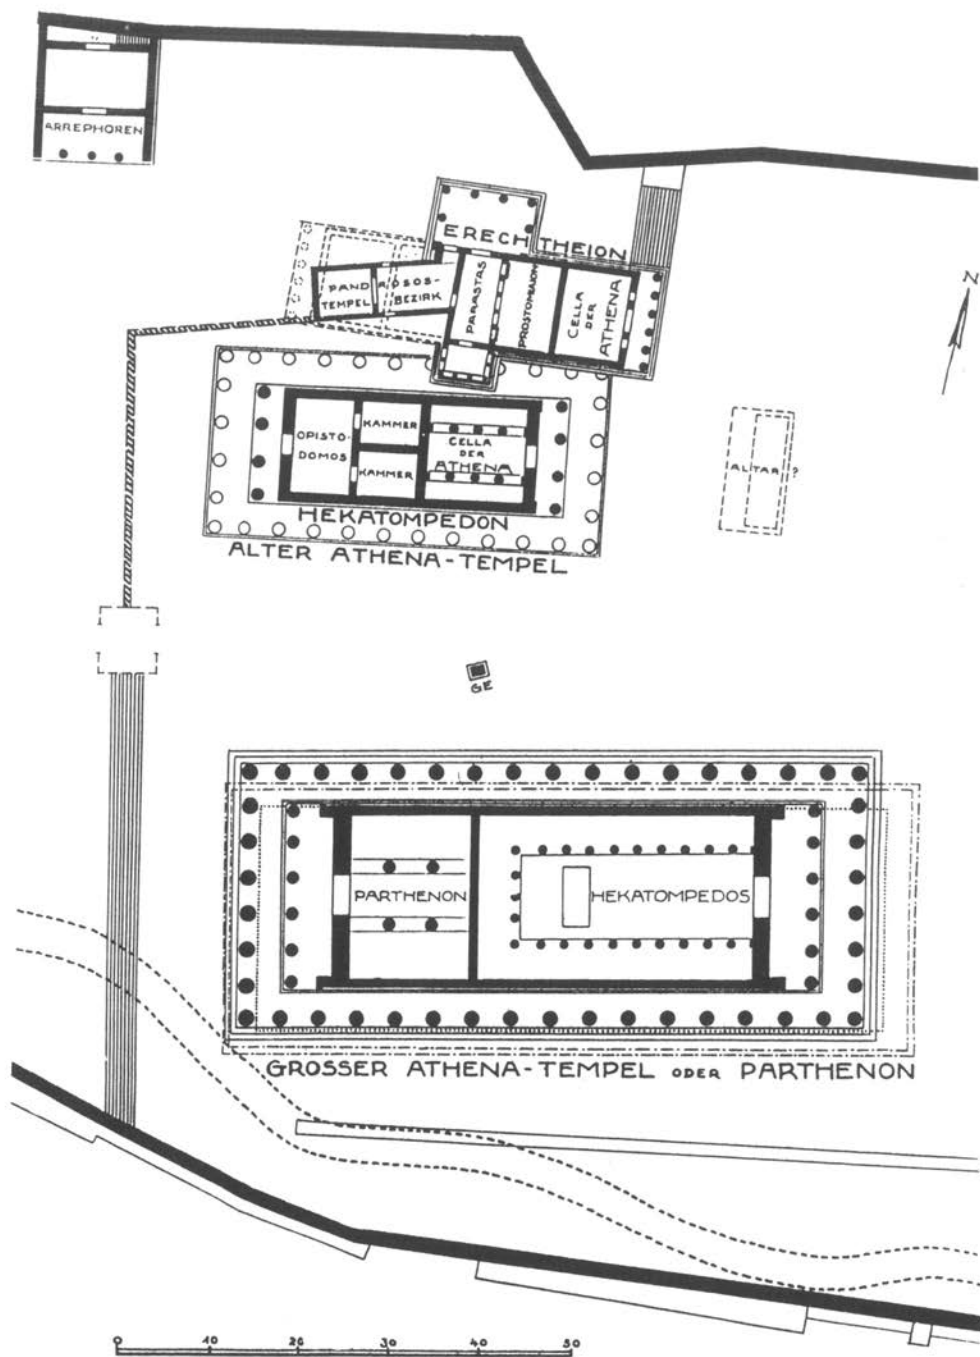 ARREPHOREN
ERECHTHEION
PAND
TEMPEL
ROSOS-
BEZIRK
PARASTAS
PROSTOMIAION
CELLA
DER
ATHENA
N
OPISTO-
DOMOS
KAMMER
KAMMER
CELLA
DER
ATHENA
ALTAR ?
HEKATOMPEDON
ALTER ATHENA-TEMPEL
GE
PARTHENON
HEKATOMPEDOS
GROSSER ATHENA-TEMPEL ODER PARTHENON
0 10 20 30 40 50